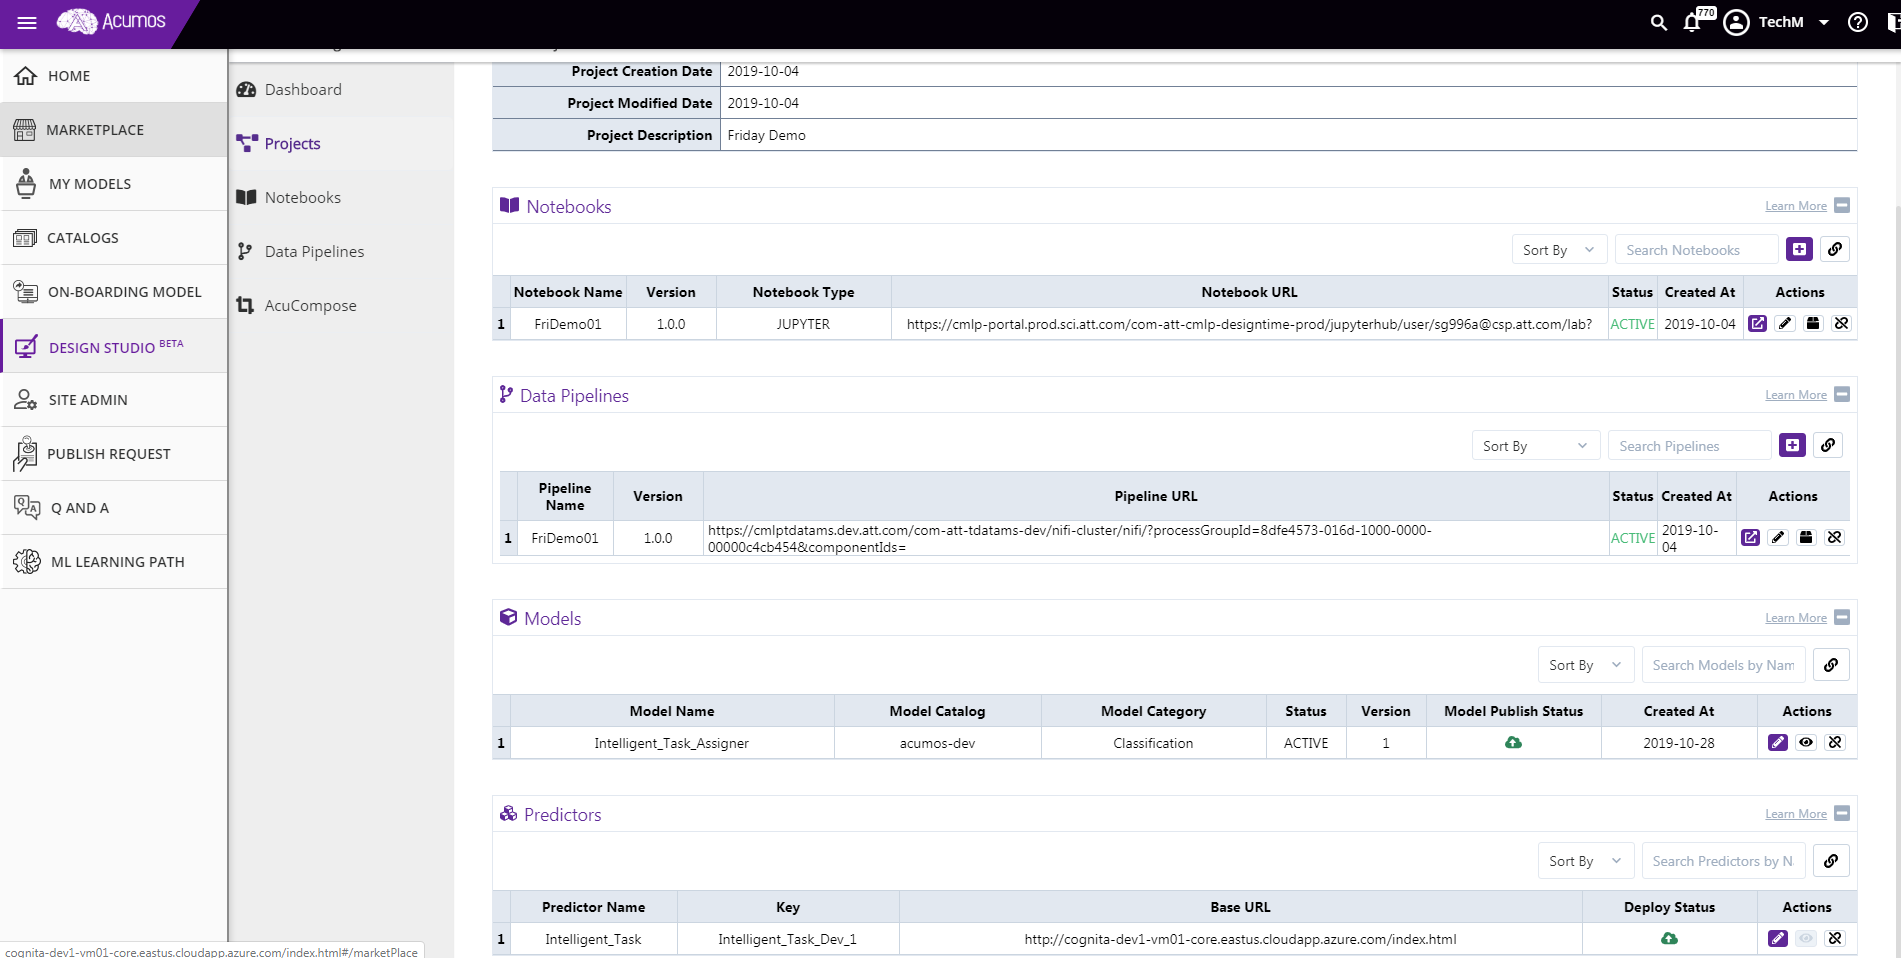 Acumos
770
TechM
HOME
MARKETPLACE
MY MODELS
CATALOGS
ON-BOARDING MODEL
DESIGN STUDIO BETA
SITE ADMIN
PUBLISH REQUEST
Q AND A
ML LEARNING PATH
Dashboard
Projects
Notebooks
Data Pipelines
AcuCompose
Project Creation Date 2019-10-04
Project Modified Date 2019-10-04
Project Description Friday Demo
Notebooks Learn More
Sort By Search Notebooks
Notebook Name Version Notebook Type Notebook URL Status Created At Actions
1 FriDemo01 1.0.0 JUPYTER https://cmlp-portal.prod.sci.att.com/com-att-cmlp-designtime-prod/jupyterhub/user/sg996a@csp.att.com/lab? ACTIVE 2019-10-04
Data Pipelines Learn More
Sort By Search Pipelines
Pipeline Name Version Pipeline URL Status Created At Actions
1 FriDemo01 1.0.0 https://cmlptdatams.dev.att.com/com-att-tdatams-dev/nifi-cluster/nifi/?processGroupId=8dfe4573-016d-1000-0000-
00000c4cb454&componentIds= ACTIVE 2019-10-04
Models Learn More
Sort By Search Models by Nam
Model Name Model Catalog Model Category Status Version Model Publish Status Created At Actions
1 Intelligent_Task_Assigner acumos-dev Classification ACTIVE 1 2019-10-28
Predictors Learn More
Sort By Search Predictors by N
Predictor Name Key Base URL Deploy Status Actions
1 Intelligent_Task Intelligent_Task_Dev_1 http://cognita-dev1-vm01-core.eastus.cloudapp.azure.com/index.html
cognita-dev1-vm01-core.eastus.cloudapp.azure.com/index.html#/marketPlace